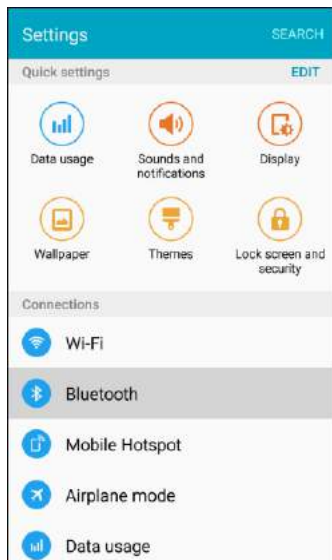 Settings
SEARCH
Quick settings
EDIT
Data usage
Sounds and
notifications
Display
Wallpaper
Themes
Lock screen and
security
Connections
Wi-Fi
Bluetooth
Mobile Hotspot
Airplane mode
Data usage